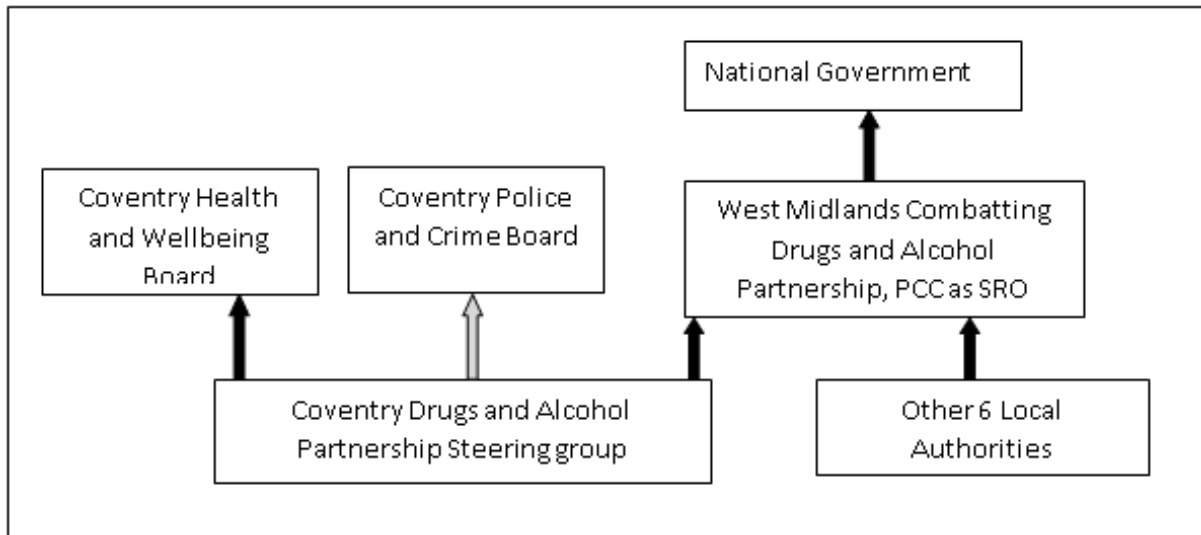 National Government
Coventry Health
and Wellbeing
Board
Coventry Police
and Crime Board
West Midlands Combatting
Drugs and Alcohol
Partnership, PCC as SRO
Coventry Drugs and Alcohol
Partnership Steering group
Other 6 Local
Authorities